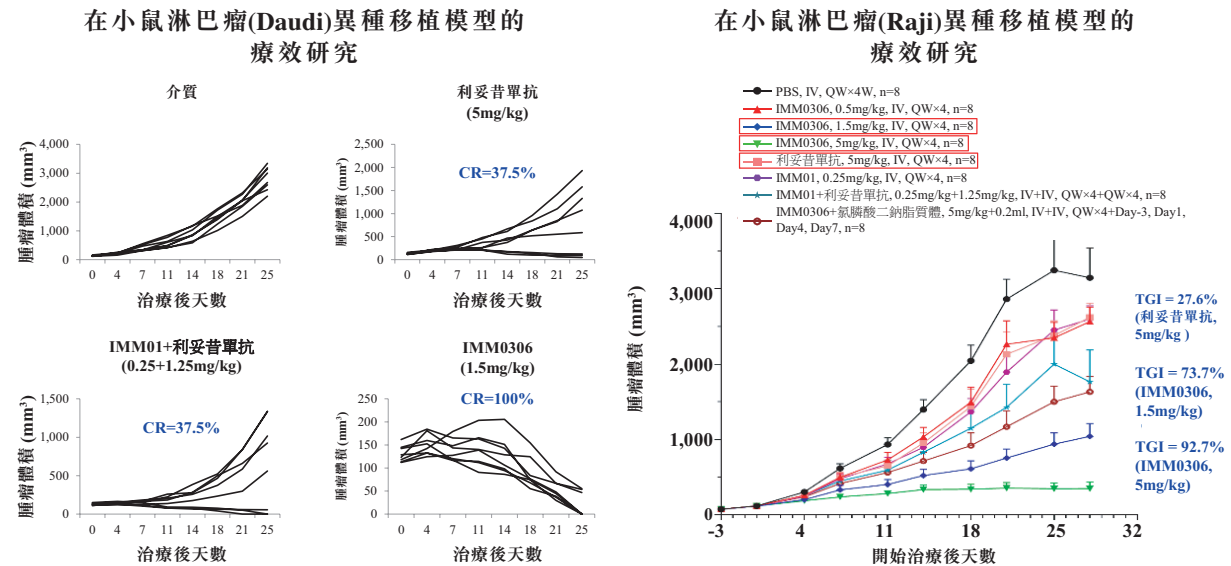 在小鼠淋巴瘤(Daudi)異種移植模型的
療效研究
介質
腫瘤體積 (mm³)
4,000
3,000
2,000
1,000
0
0 4 7 11 14 18 21 25
治療後天數
利妥昔單抗
(5mg/kg)
CR=37.5%
腫瘤體積 (mm³)
2,500
2,000
1,500
1,000
500
0
0 4 7 11 14 18 21 25
治療後天數
IMM01+利妥昔單抗
(0.25+1.25mg/kg)
CR=37.5%
腫瘤體積 (mm³)
1,500
1,000
500
0
0 4 7 11 14 18 21 25
治療後天數
IMM0306
(1.5mg/kg)
CR=100%
腫瘤體積 (mm³)
250
200
150
100
50
0
0 4 7 11 14 18 21 25
治療後天數
在小鼠淋巴瘤(Raji)異種移植模型的
療效研究
PBS, IV, QW×4W, n=8
IMM0306, 0.5mg/kg, IV, QW×4, n=8
IMM0306, 1.5mg/kg, IV, QW×4, n=8
IMM0306, 5mg/kg, IV, QW×4, n=8
利妥昔單抗, 5mg/kg, IV, QW×4, n=8
IMM01, 0.25mg/kg, IV, QW×4, n=8
IMM01+利妥昔單抗, 0.25mg/kg+1.25mg/kg, IV+IV, QW×4+QW×4, n=8
IMM0306+氯膦酸二鈉脂質體, 5mg/kg+0.2ml, IV+IV, QW×4+Day-3, Day1,
Day4, Day7, n=8
腫瘤體積 (mm³)
4,000
3,000
2,000
1,000
0
-3 4 11 18 25 32
開始治療後天數
TGI = 27.6%
(利妥昔單抗,
5mg/kg )
TGI = 73.7%
(IMM0306,
1.5mg/kg)
TGI = 92.7%
(IMM0306,
5mg/kg)